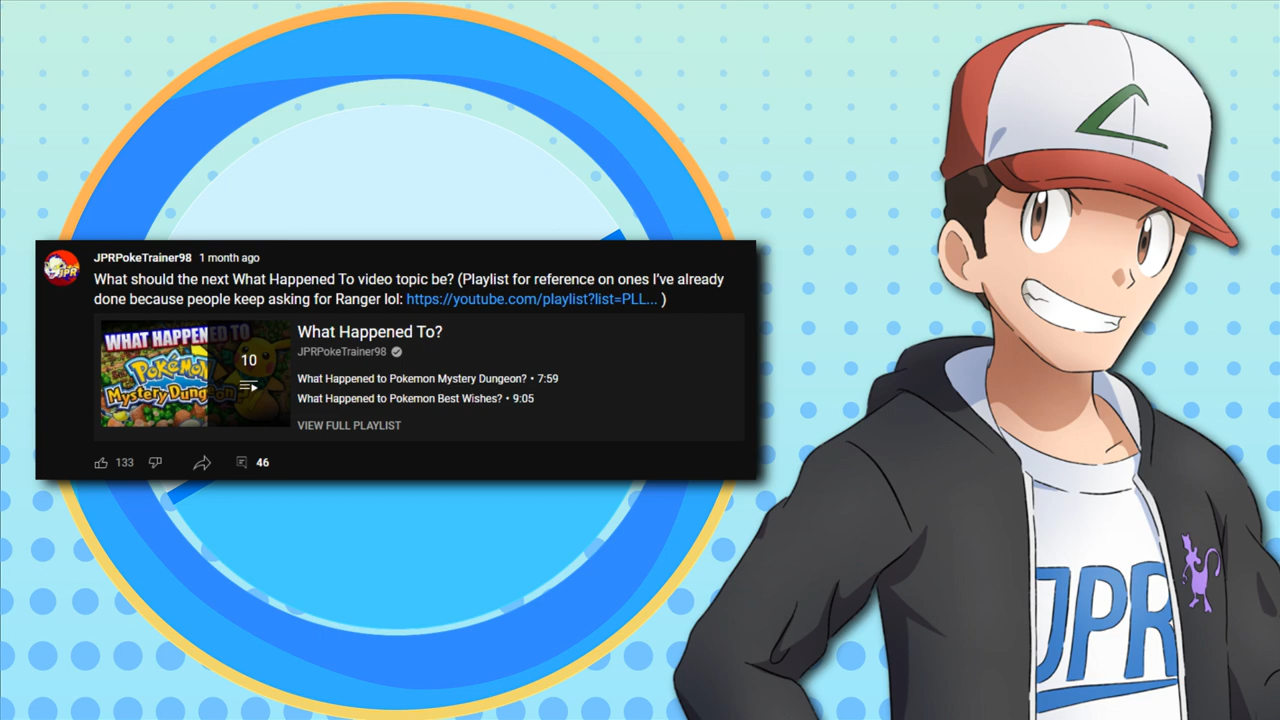 JPRPokeTrainer98 1 month ago
What should the next What Happened To video topic be? (Playlist for reference on ones I've already
done because people keep asking for Ranger lol: https://youtube.com/playlist?list=PLL... )
WHAT HAPPENED TO
Pokémon
Mystery Dungeon
10
What Happened To?
JPRPokeTrainer98
What Happened to Pokemon Mystery Dungeon? • 7:59
What Happened to Pokemon Best Wishes? • 9:05
VIEW FULL PLAYLIST
133 46
JPR
JPR